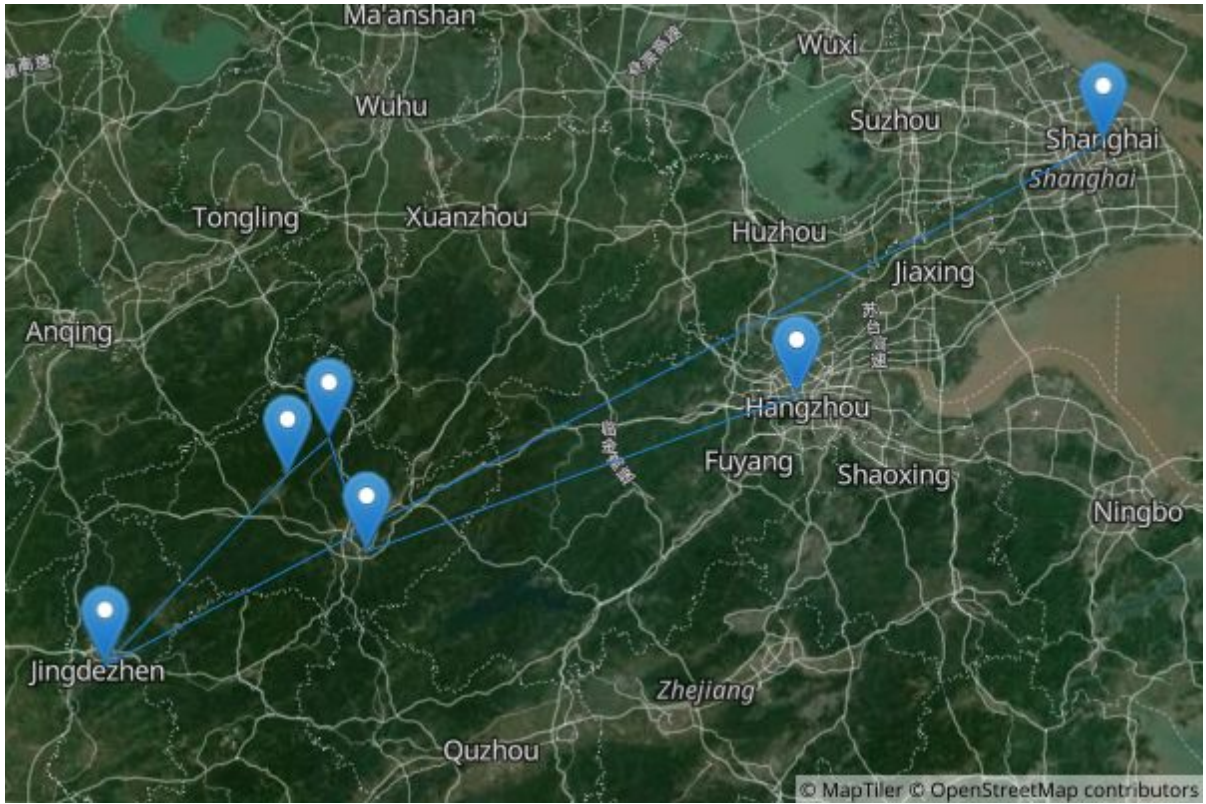 Ma'anshan
Wuxi
Wuhu
Suzhou
Shanghai
Shanghai
Tongling
Xuanzhou
Huzhou
Jiaxing
Anqing
Hangzhou
Fuyang
Shaoxing
Ningbo
Jingdezhen
Zhejiang
Quzhou
© MapTiler © OpenStreetMap contributors